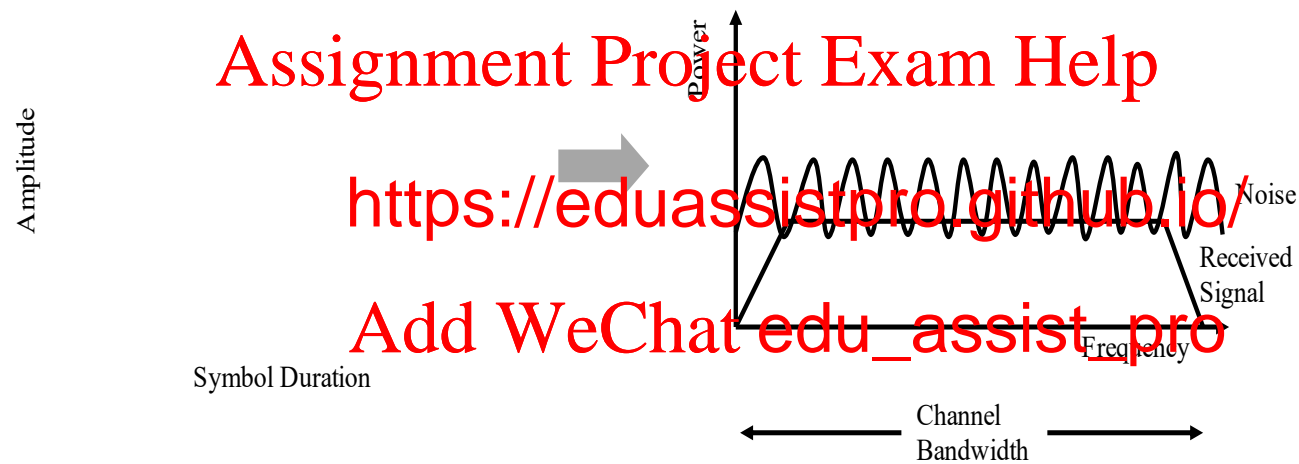 Power
Assignment Project Exam Help
Amplitude
https://eduassistpro.github.io/
Noise
Received
Signal
Add WeChat edu_assist_pro
Frequency
Symbol Duration
Channel
Bandwidth